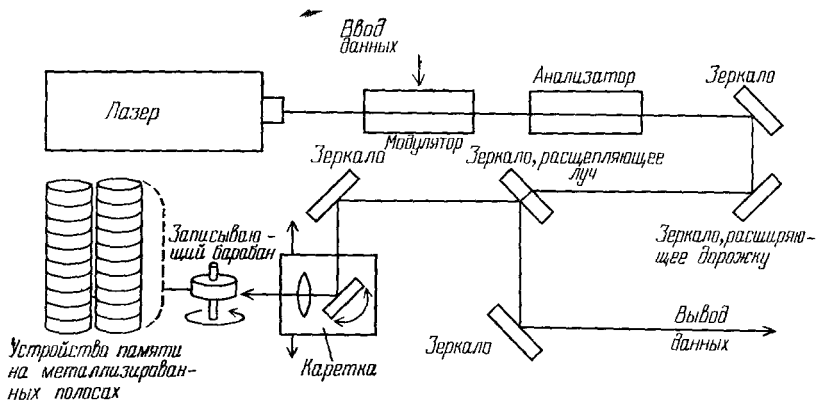 Ввод
данных
Лазер
Модулятор
Анализатор
Зеркало
Зеркало
Зеркало, расщепляющее
луч
Записываю-
щий барабан
Зеркало, расширяю-
щее дорожку
Зеркало
Вывод
данных
Каретка
Устройство памяти
на металлизирован-
ных полосах